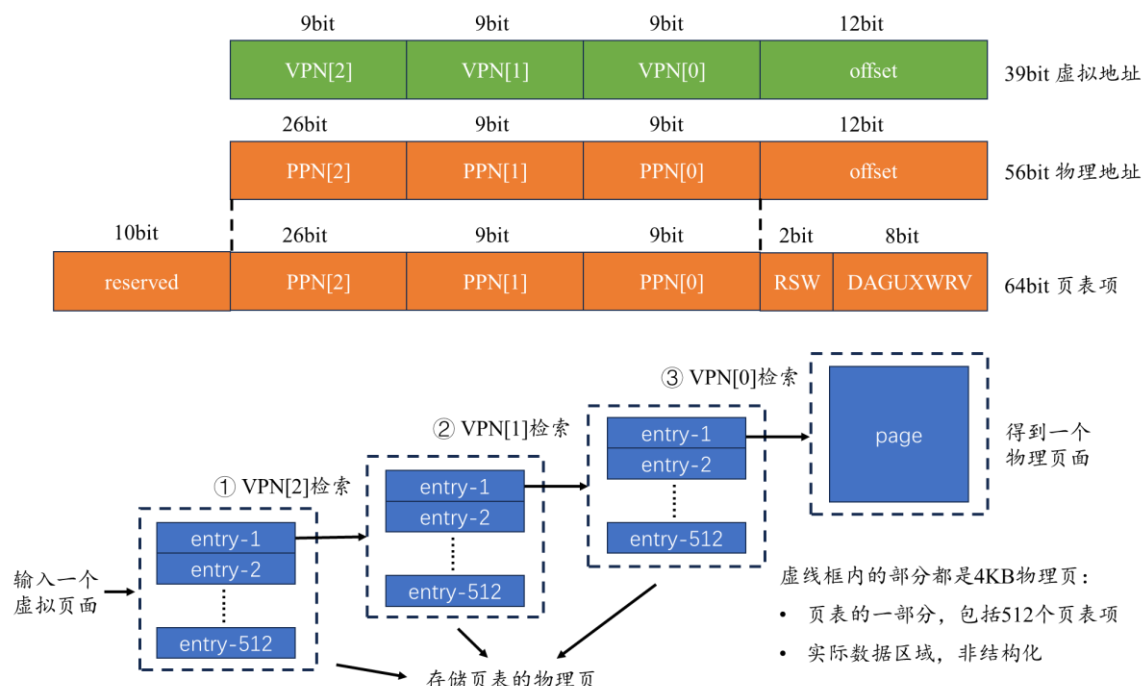 9bit 9bit 9bit 12bit
VPN[2] VPN[1] VPN[0] offset 39bit 虚拟地址
26bit 9bit 9bit 12bit
PPN[2] PPN[1] PPN[0] offset 56bit 物理地址
10bit 26bit 9bit 9bit 2bit 8bit
reserved PPN[2] PPN[1] PPN[0] RSW DAGUXWRV 64bit 页表项
① VPN[2]检索
entry-1
entry-2
entry-512
输入一个
虚拟页面
② VPN[1]检索
entry-1
entry-2
entry-512
③ VPN[0]检索
entry-1
entry-2
entry-512
page
得到一个
物理页面
存储页表的物理页
虚线框内的部分都是4KB物理页：
• 页表的一部分，包括512个页表项
• 实际数据区域，非结构化